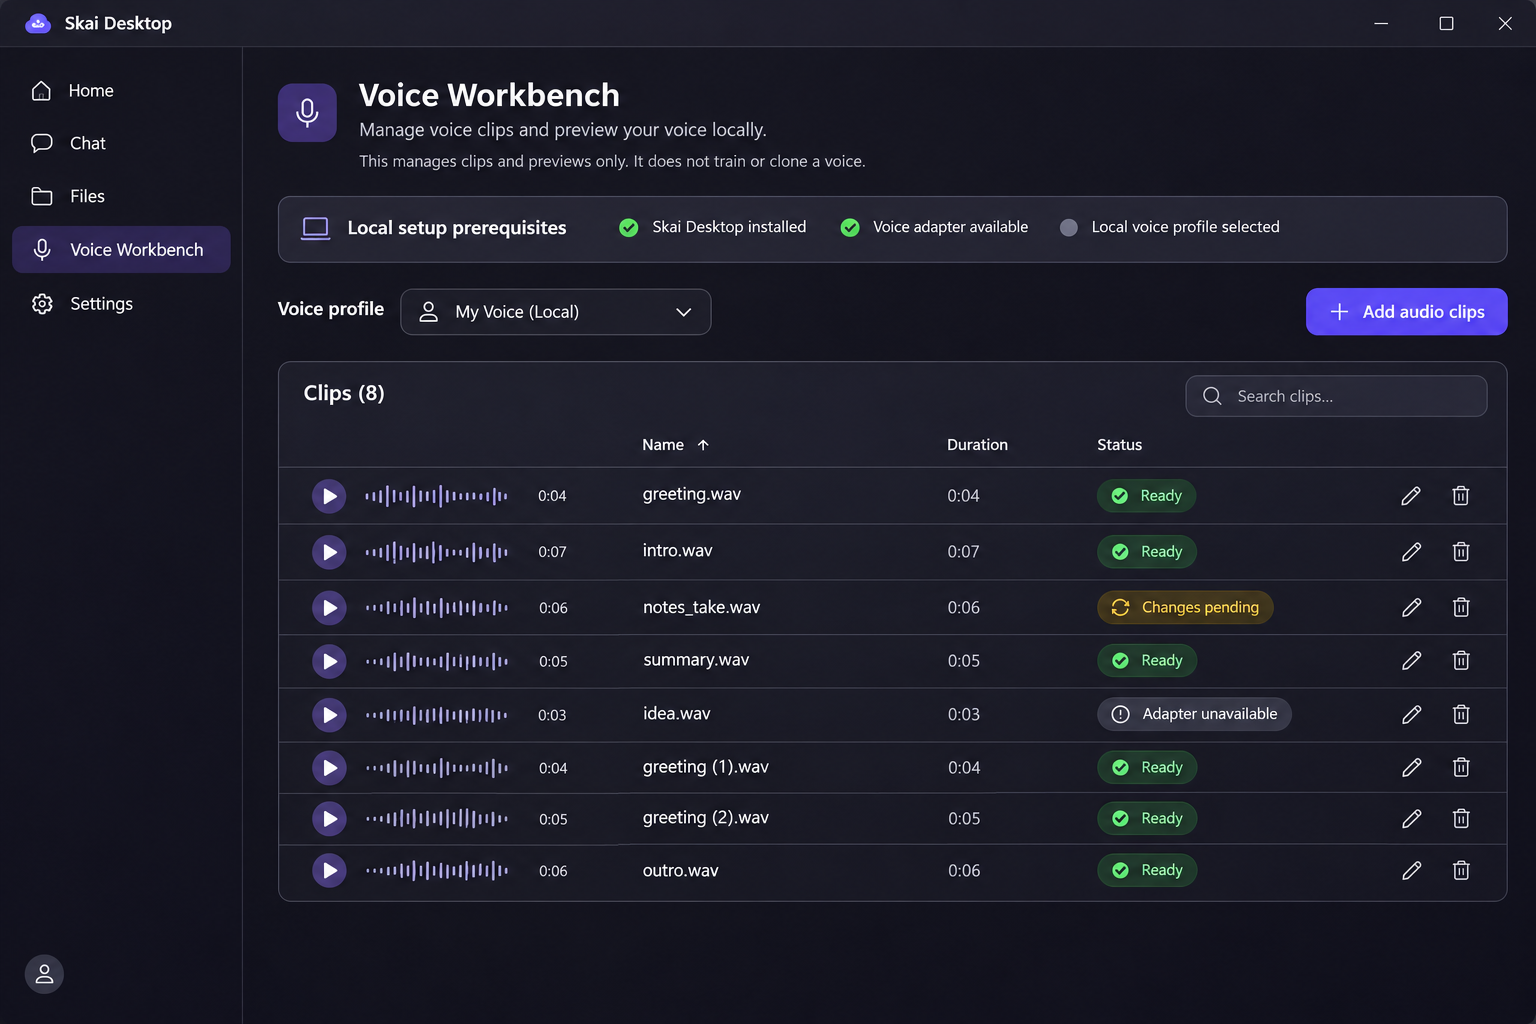 Skai Desktop
Home
Chat
Files
Voice Workbench
Settings
Voice Workbench
Manage voice clips and preview your voice locally.
This manages clips and previews only. It does not train or clone a voice.
Local setup prerequisites Skai Desktop installed Voice adapter available Local voice profile selected
Voice profile My Voice (Local) Add audio clips
Clips (8) Search clips...
Name Duration Status
0:04 greeting.wav 0:04 Ready
0:07 intro.wav 0:07 Ready
0:06 notes_take.wav 0:06 Changes pending
0:05 summary.wav 0:05 Ready
0:03 idea.wav 0:03 Adapter unavailable
0:04 greeting (1).wav 0:04 Ready
0:05 greeting (2).wav 0:05 Ready
0:06 outro.wav 0:06 Ready